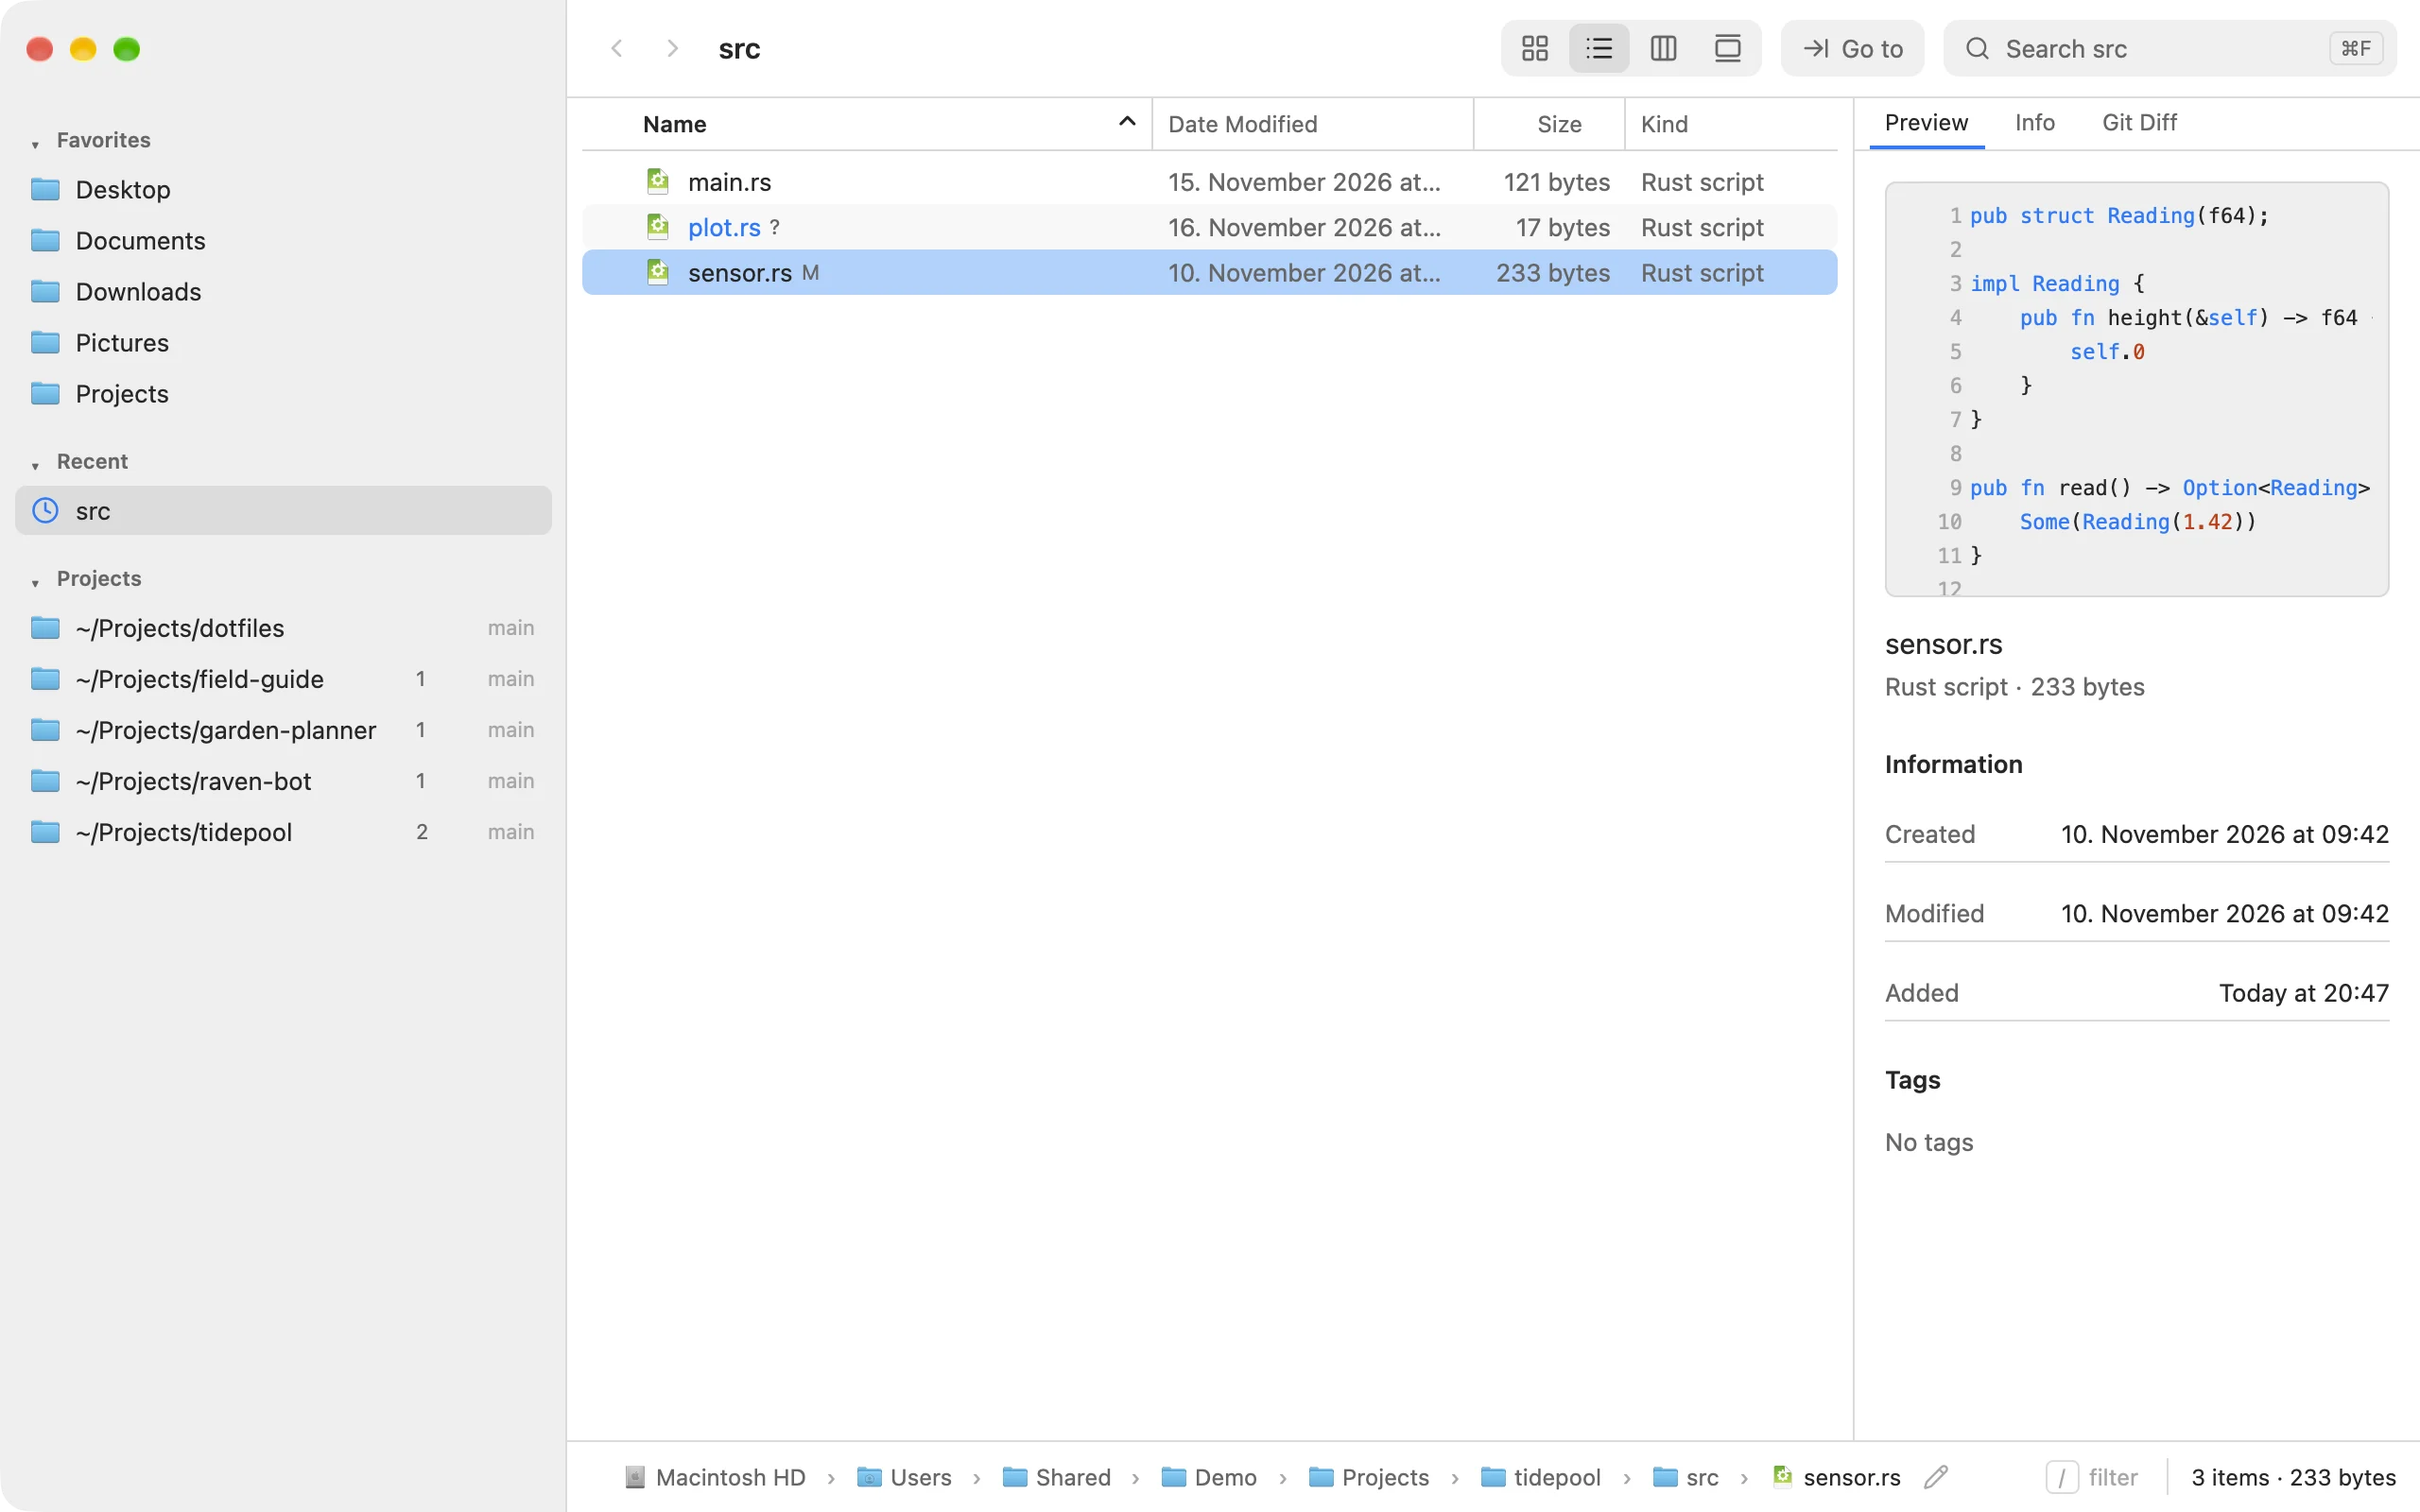 src
Go to
Search src
⌘F
Favorites
Desktop
Documents
Downloads
Pictures
Projects
Recent
src
Projects
~/Projects/dotfiles main
~/Projects/field-guide 1 main
~/Projects/garden-planner 1 main
~/Projects/raven-bot 1 main
~/Projects/tidepool 2 main
Name Date Modified Size Kind
main.rs 15. November 2026 at... 121 bytes Rust script
plot.rs ? 16. November 2026 at... 17 bytes Rust script
sensor.rs M 10. November 2026 at... 233 bytes Rust script
Preview Info Git Diff
1 pub struct Reading(f64);
2
3 impl Reading {
4 pub fn height(&self) -> f64
5 self.0
6 }
7 }
8
9 pub fn read() -> Option<Reading>
10 Some(Reading(1.42))
11 }
12
sensor.rs
Rust script · 233 bytes
Information
Created 10. November 2026 at 09:42
Modified 10. November 2026 at 09:42
Added Today at 20:47
Tags
No tags
Macintosh HD › Users › Shared › Demo › Projects › tidepool › src › sensor.rs
/ filter
3 items · 233 bytes